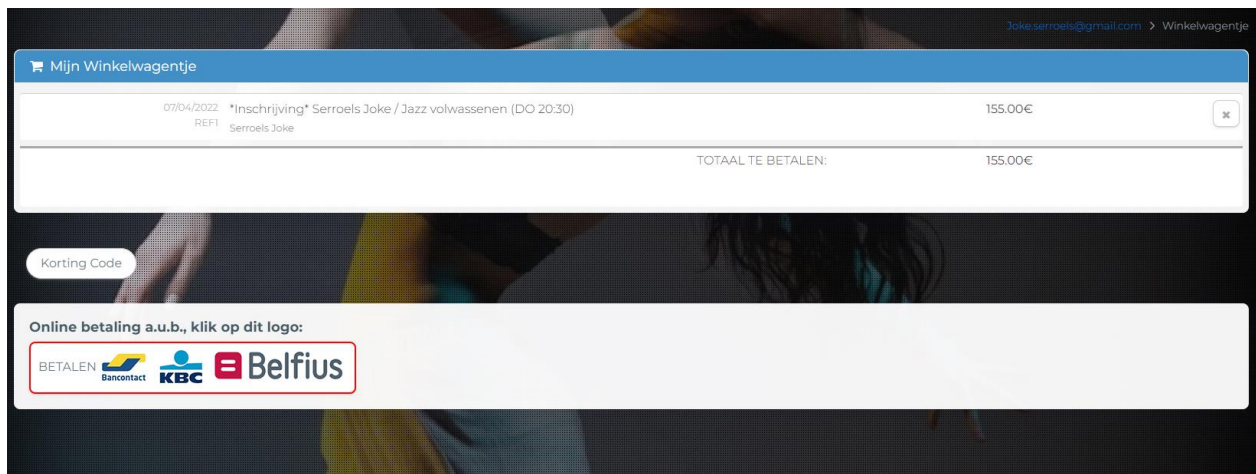 Joke.serroels@gmail.com > Winkelwagentje
Mijn Winkelwagentje
07/04/2022 *Inschrijving* Serroels Joke / Jazz volwassenen (DO 20:30) 155.00€
REF1 Serroels Joke
TOTAAL TE BETALEN: 155.00€
Korting Code
Online betaling a.u.b., klik op dit logo:
BETALEN Bancontact KBC Belfius